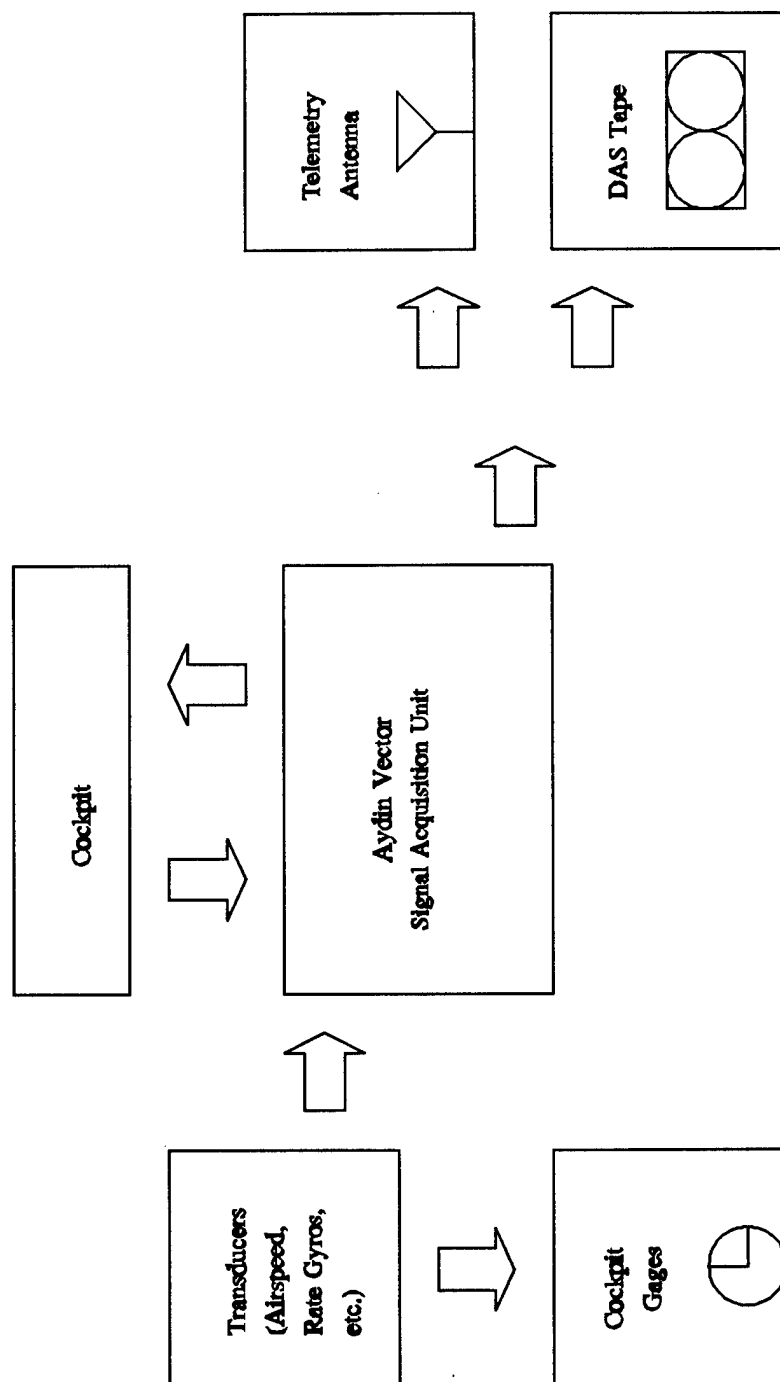 Cockpit
Transducers
(Airspeed,
Rate Gyros,
etc.)
Aydin Vector
Signal Acquisition Unit
Telemetry
Antenna
Cockpit
Gages
DAS Tape